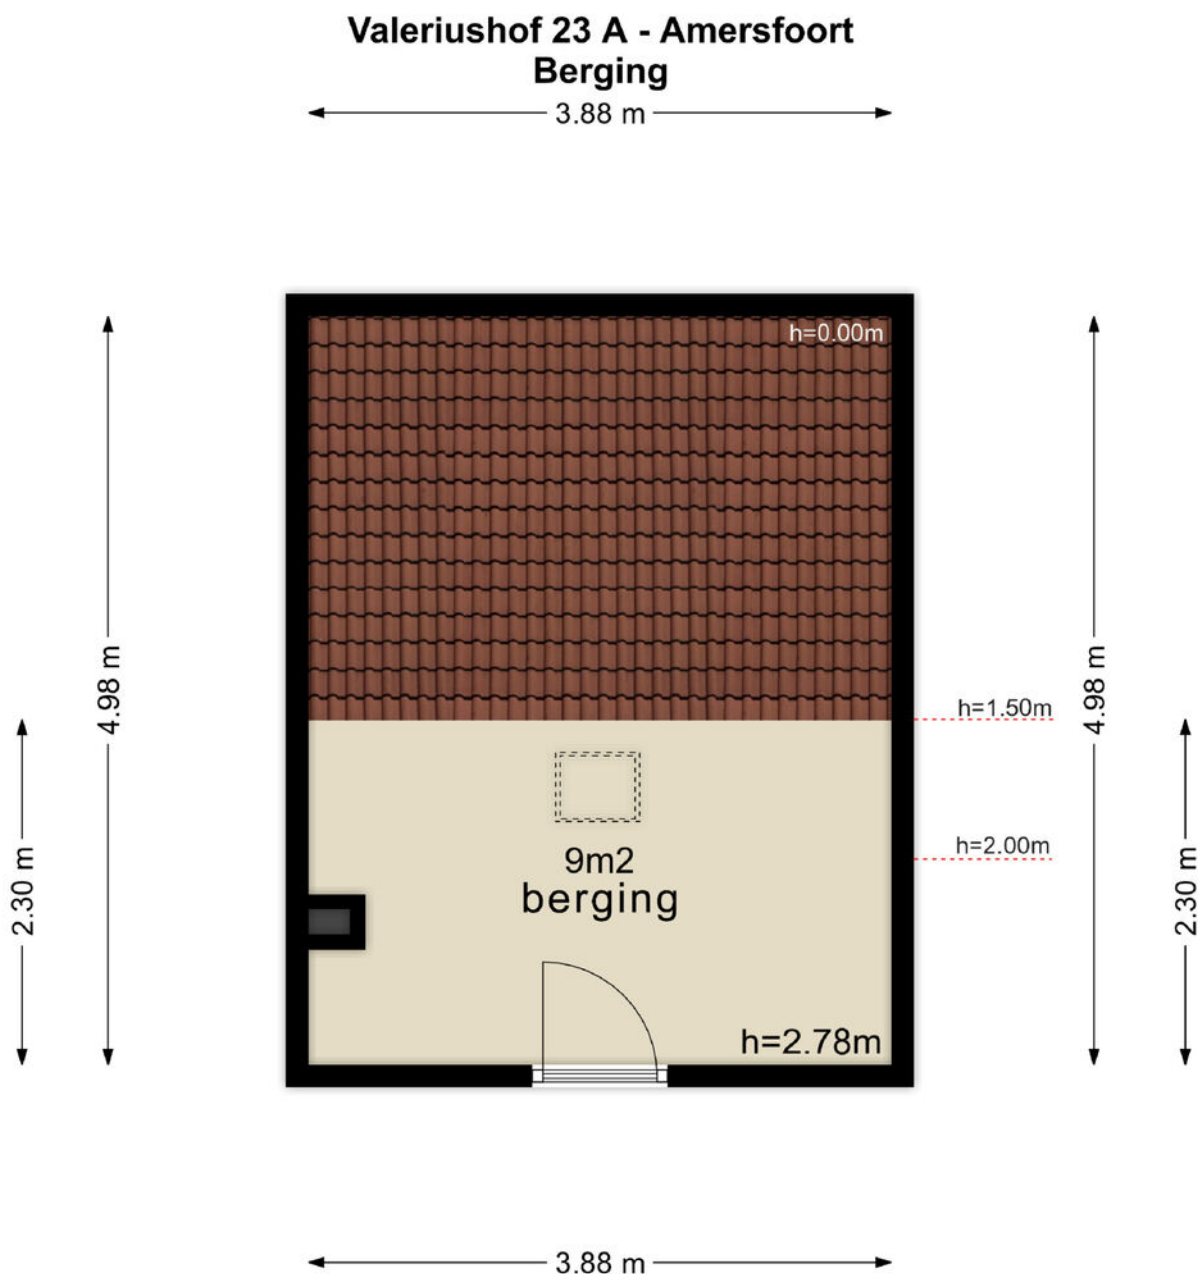 Valeriushof 23 A - Amersfoort
Berging
3.88 m
h=0.00m
4.98 m
4.98 m
h=1.50m
h=2.00m
2.30 m
2.30 m
9m2
berging
h=2.78m
3.88 m